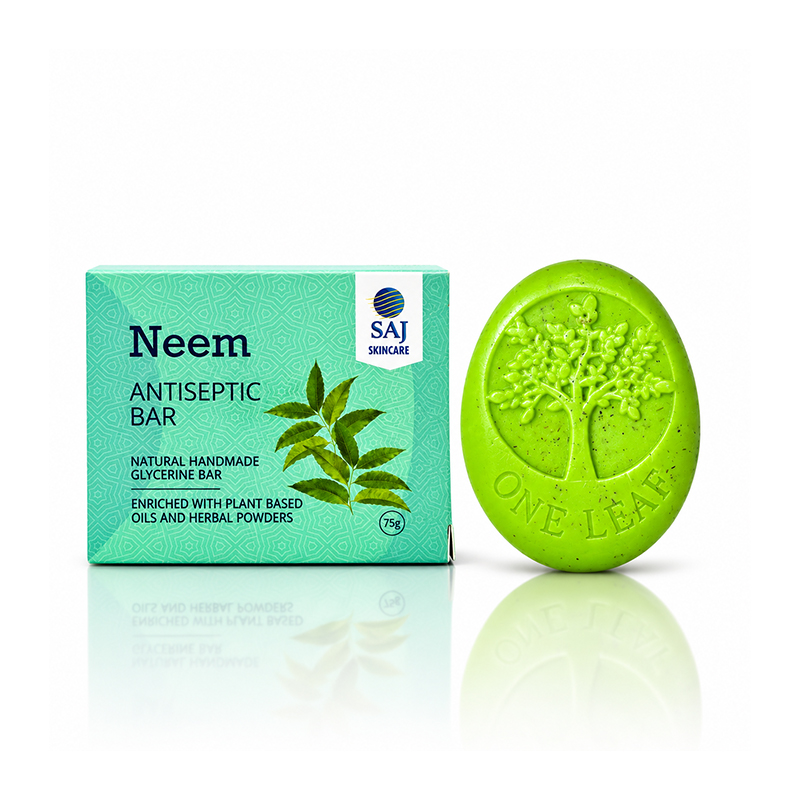 Neem
ANTISEPTIC
BAR
NATURAL HANDMADE
GLYCERINE BAR
ENRICHED WITH PLANT BASED
OILS AND HERBAL POWDERS
75g
SAJ
SKINCARE
ONE LEAF